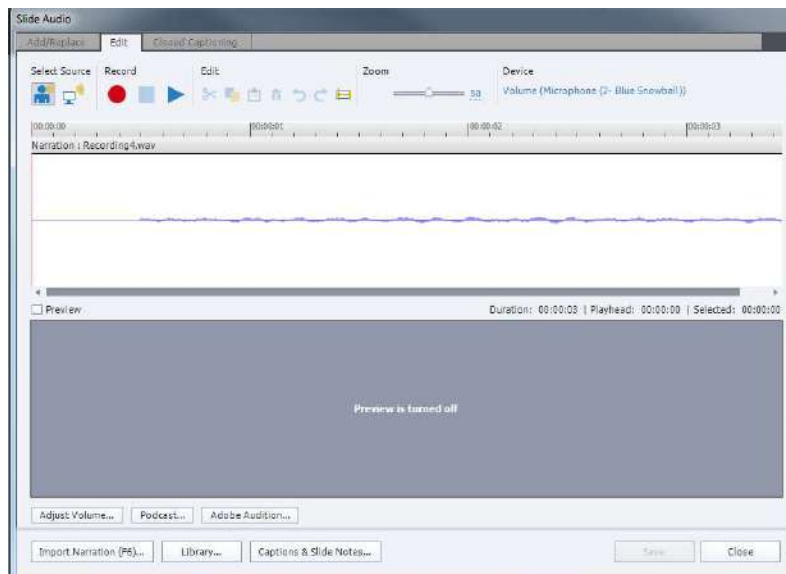 Slide Audio
Add/Replace Edit Closed Captioning
Select Source Record Edit Zoom Device
50 Volume (Microphone (2- Blue Snowball))
00:00:00 00:00:01 00:00:02 00:00:03
Narration : Recording4.wav
Preview Duration: 00:00:03 | Playhead: 00:00:00 | Selected: 00:00:00
Preview is turned off
Adjust Volume... Podcast... Adobe Audition...
Import Narration (F6)... Library... Captions & Slide Notes... Save Close